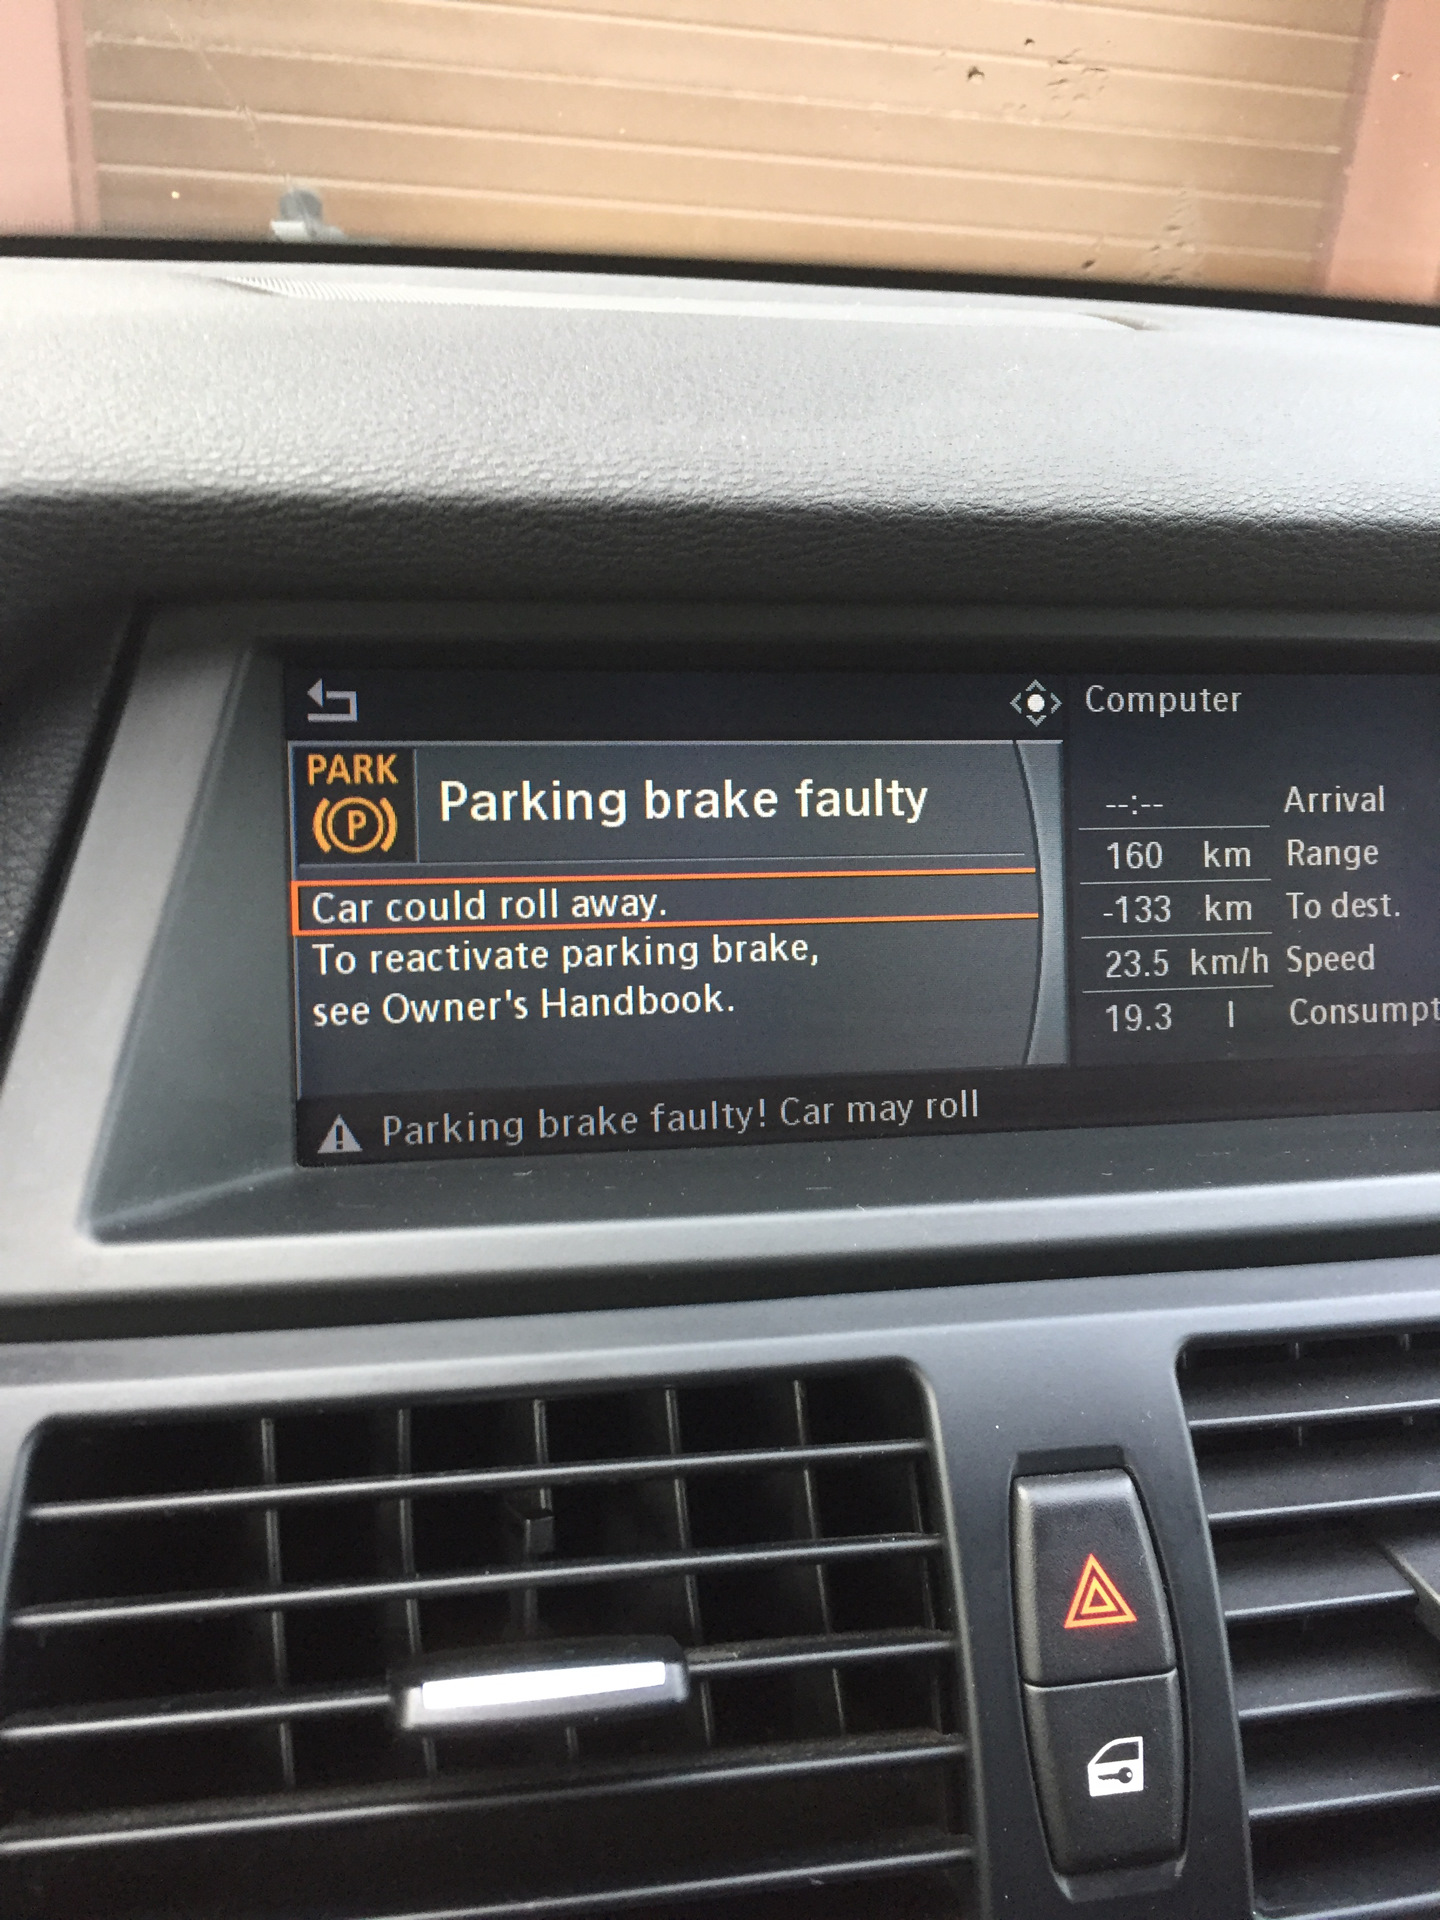 Computer
PARK
P
Parking brake faulty
Car could roll away.
To reactivate parking brake,
see Owner's Handbook.
--:-- Arrival
160 km Range
-133 km To dest.
23.5 km/h Speed
19.3 l Consumpt
Parking brake faulty! Car may roll